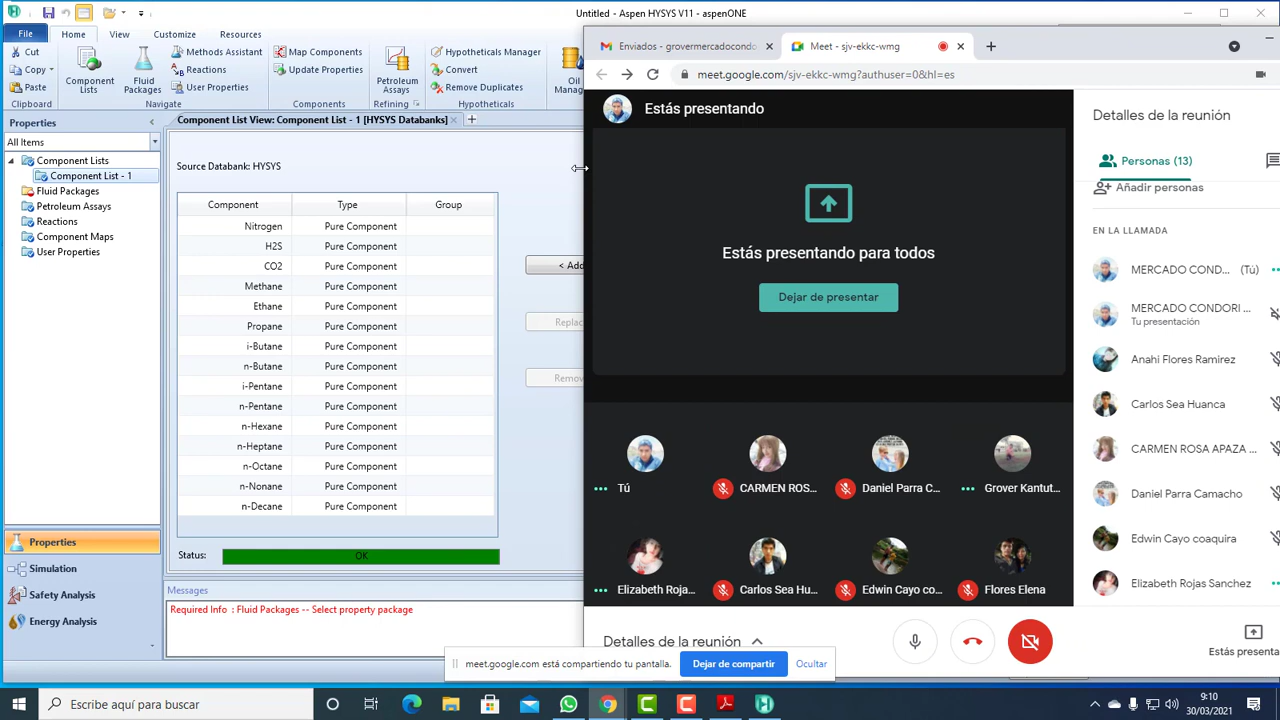 Untitled - Aspen HYSYS V11 - aspenONE
File
Home
View
Customize
Resources
Cut
Copy
Paste
Clipboard
Component Lists
Fluid Packages
Methods Assistant
Reactions
User Properties
Navigate
Map Components
Update Properties
Components
Petroleum Assays
Refining
Hypotheticals Manager
Convert
Remove Duplicates
Hypotheticals
Oil
Properties
All Items
Component Lists
Component List - 1
Fluid Packages
Petroleum Assays
Reactions
Component Maps
User Properties
Properties
Simulation
Safety Analysis
Energy Analysis
Component List View: Component List - 1 [HYSYS Databanks]
Source Databank: HYSYS
Component Type Group
Nitrogen Pure Component
H2S Pure Component
CO2 Pure Component
Methane Pure Component
Ethane Pure Component
Propane Pure Component
i-Butane Pure Component
n-Butane Pure Component
i-Pentane Pure Component
n-Pentane Pure Component
n-Hexane Pure Component
n-Heptane Pure Component
n-Octane Pure Component
n-Nonane Pure Component
n-Decane Pure Component
< Add
Replac
Remov
Status: OK
Messages
Required Info : Fluid Packages -- Select property package
Enviados - grovermercadocondo
Meet - sjv-ekkc-wmg
meet.google.com/sjv-ekkc-wmg?authuser=0&hl=es
Estás presentando
Estás presentando para todos
Dejar de presentar
Tú
CARMEN ROS...
Daniel Parra C...
Grover Kantut...
Elizabeth Roja...
Carlos Sea Hu...
Edwin Cayo co...
Flores Elena
Detalles de la reunión
Personas (13)
Añadir personas
EN LA LLAMADA
MERCADO COND... (Tú)
MERCADO CONDORI ...
Tu presentación
Anahi Flores Ramirez
Carlos Sea Huanca
CARMEN ROSA APAZA ...
Daniel Parra Camacho
Edwin Cayo coaquira
Elizabeth Rojas Sanchez
Detalles de la reunión
Estás presenta
meet.google.com está compartiendo tu pantalla.
Dejar de compartir
Ocultar
Escribe aquí para buscar
9:10
30/03/2021